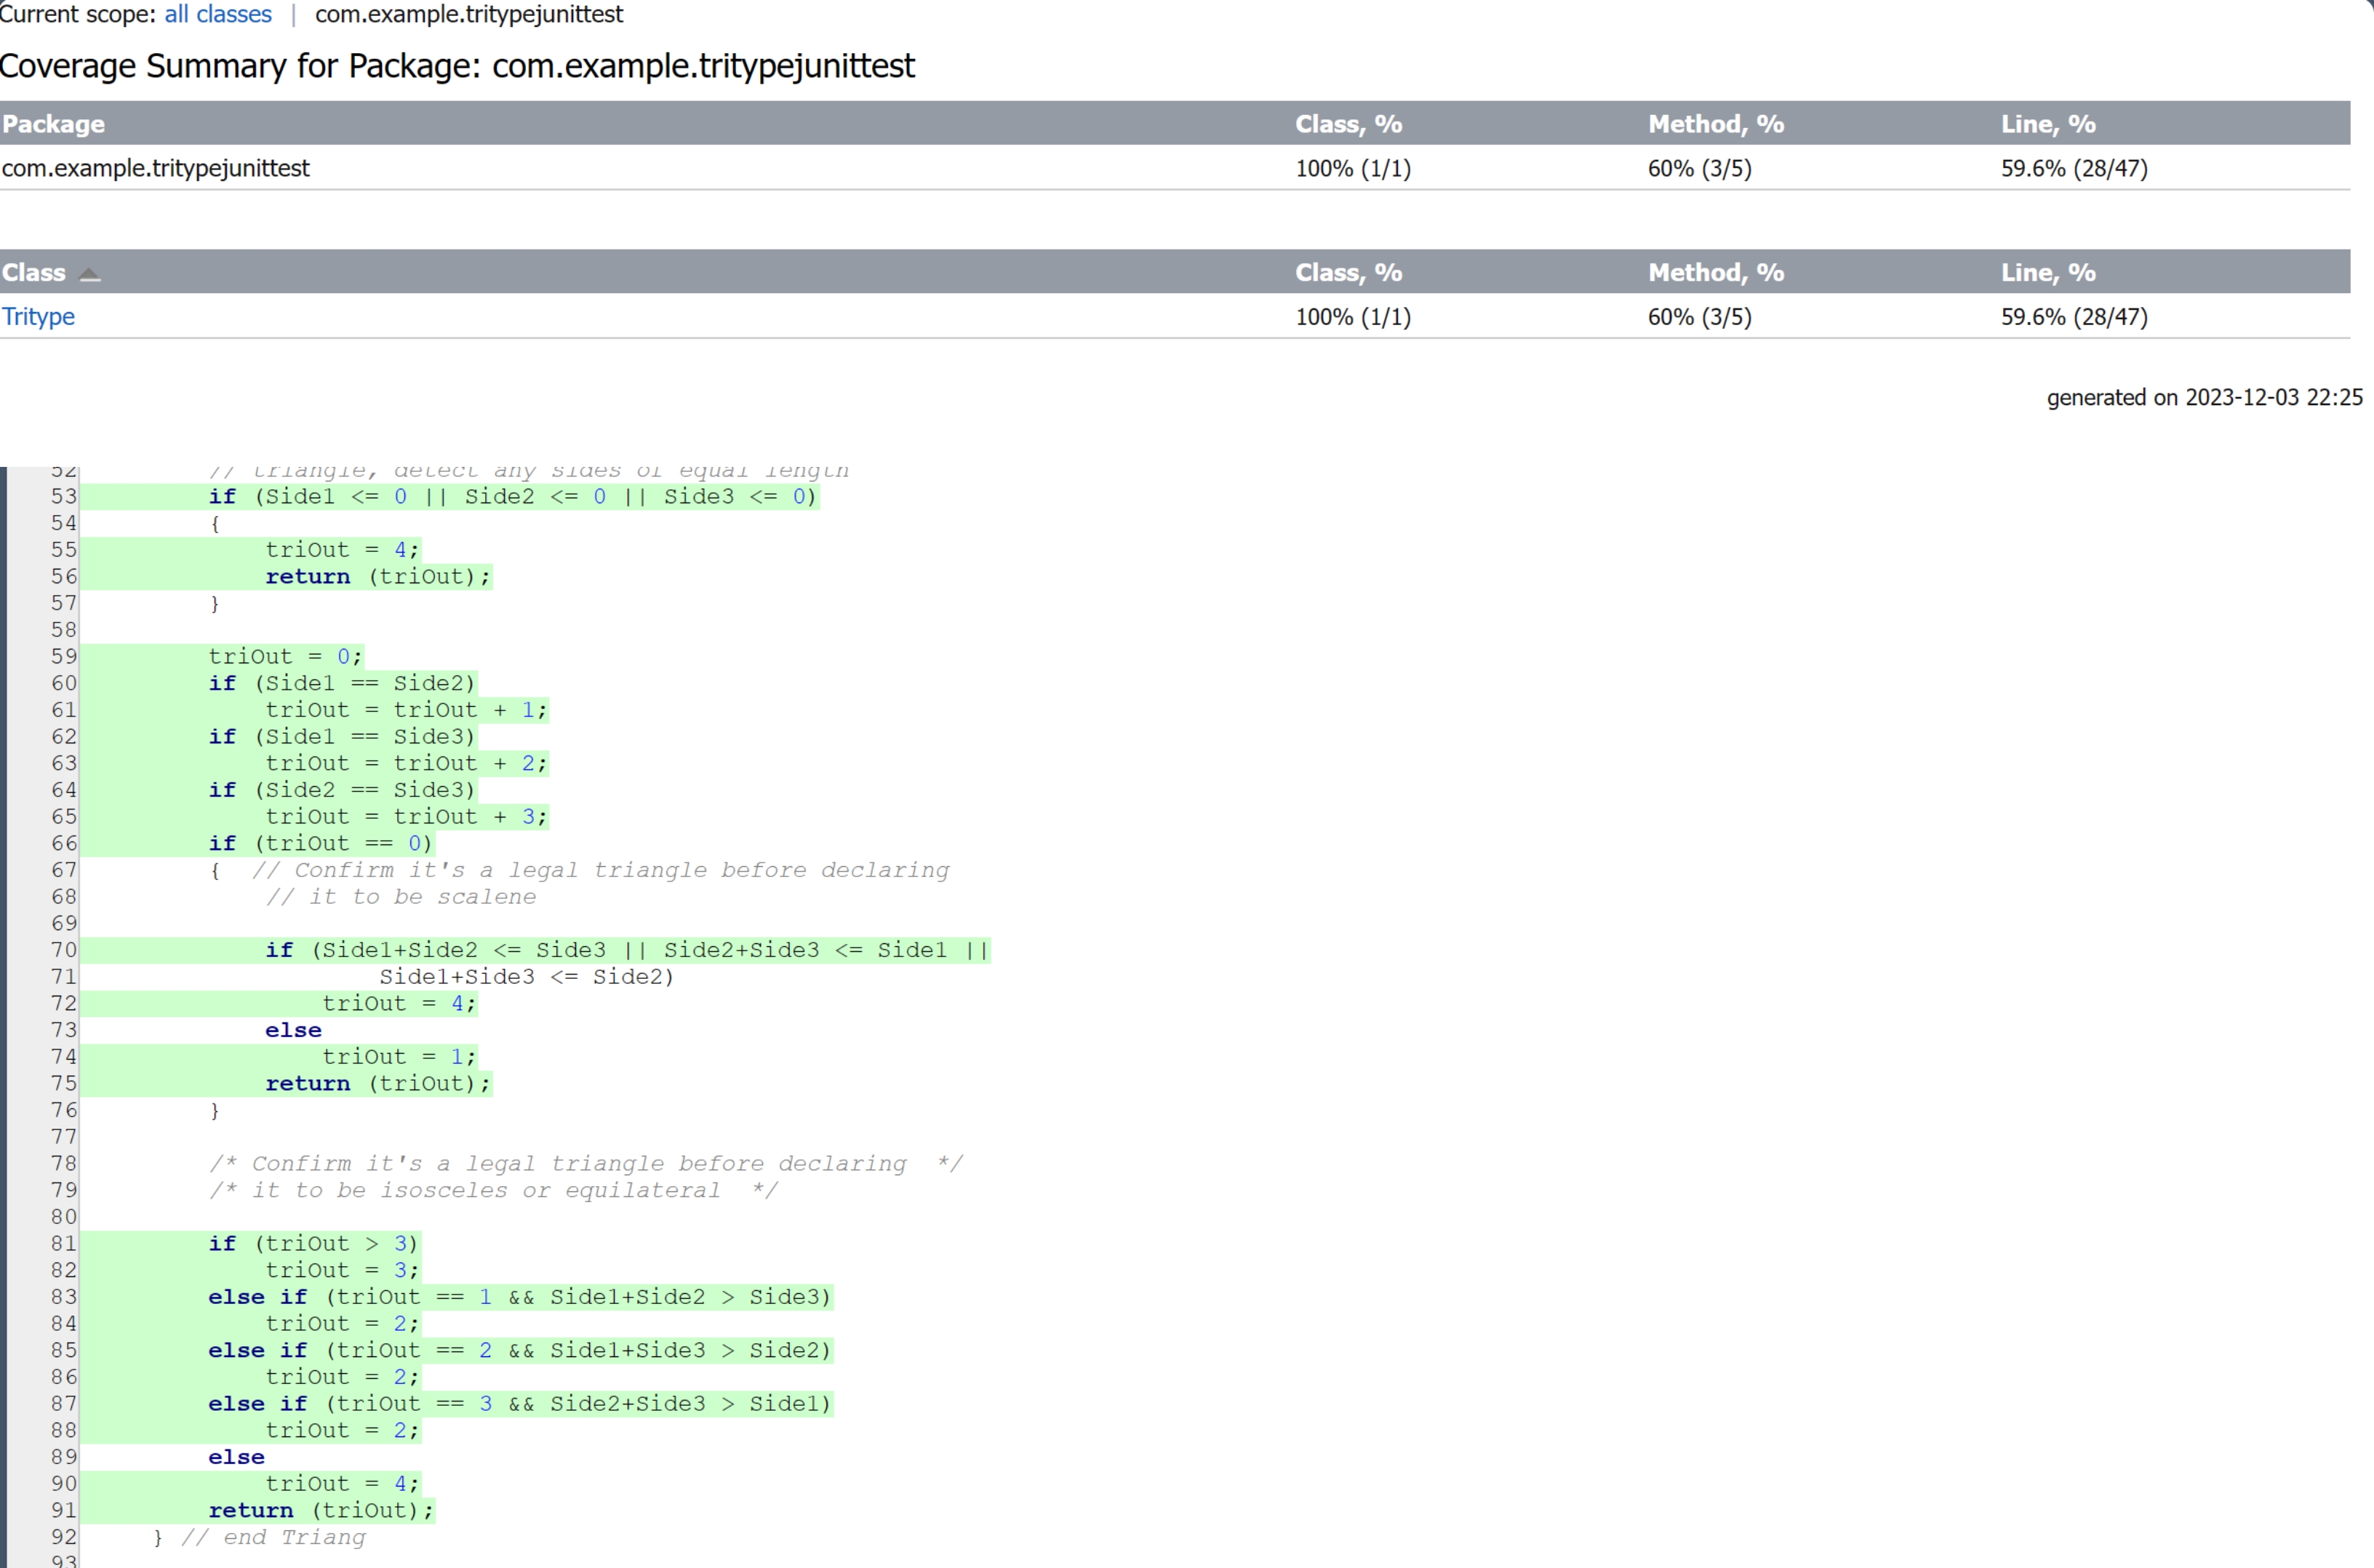 Current scope: all classes | com.example.tritypejunittest
Coverage Summary for Package: com.example.tritypejunittest
Package Class, % Method, % Line, %
com.example.tritypejunittest 100% (1/1) 60% (3/5) 59.6% (28/47)
Class Class, % Method, % Line, %
Tritype 100% (1/1) 60% (3/5) 59.6% (28/47)
generated on 2023-12-03 22:25
52 // triangle, detect any sides of equal length
53 if (Side1 <= 0 || Side2 <= 0 || Side3 <= 0)
54 {
55 triOut = 4;
56 return (triOut);
57 }
58
59 triOut = 0;
60 if (Side1 == Side2)
61 triOut = triOut + 1;
62 if (Side1 == Side3)
63 triOut = triOut + 2;
64 if (Side2 == Side3)
65 triOut = triOut + 3;
66 if (triOut == 0)
67 { // Confirm it's a legal triangle before declaring
68 // it to be scalene
69
70 if (Side1+Side2 <= Side3 || Side2+Side3 <= Side1 ||
71 Side1+Side3 <= Side2)
72 triOut = 4;
73 else
74 triOut = 1;
75 return (triOut);
76 }
77
78 /* Confirm it's a legal triangle before declaring */
79 /* it to be isosceles or equilateral */
80
81 if (triOut > 3)
82 triOut = 3;
83 else if (triOut == 1 && Side1+Side2 > Side3)
84 triOut = 2;
85 else if (triOut == 2 && Side1+Side3 > Side2)
86 triOut = 2;
87 else if (triOut == 3 && Side2+Side3 > Side1)
88 triOut = 2;
89 else
90 triOut = 4;
91 return (triOut);
92 } // end Triang
93